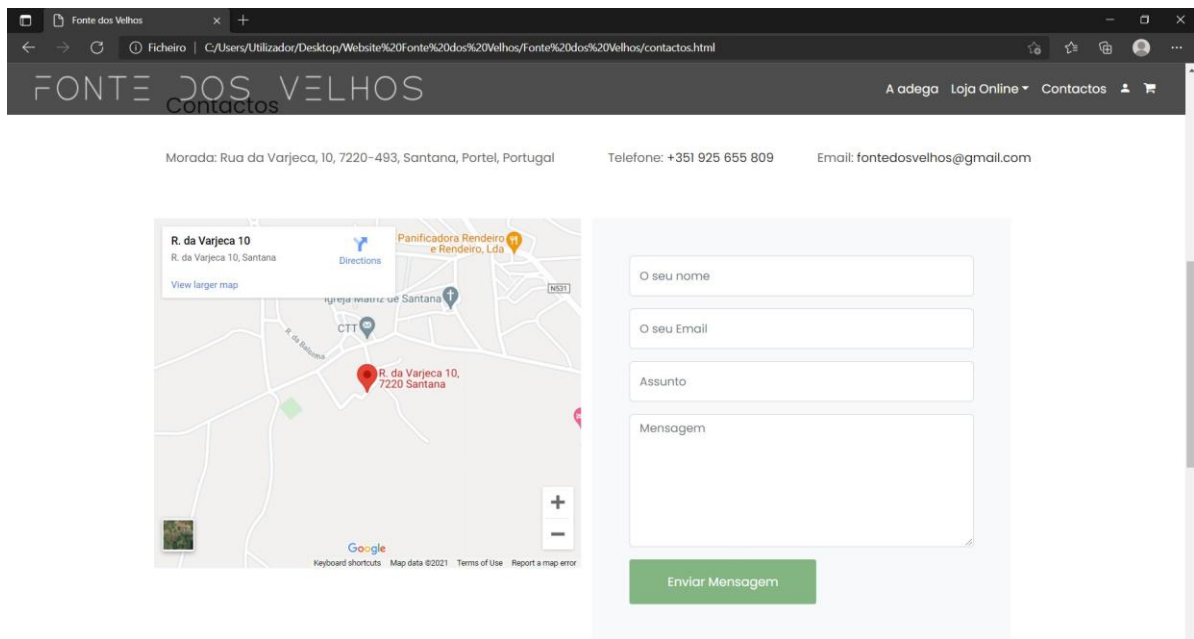 Fonte dos Velhos
Ficheiro | C:/Users/Utilizador/Desktop/Website%20Fonte%20dos%20Velhos/Fonte%20dos%20Velhos/contactos.html
FONTE DOS VELHOS
A adega Loja Online Contactos
Contactos
Morada: Rua da Varjeca, 10, 7220-493, Santana, Portel, Portugal
Telefone: +351 925 655 809
Email: fontedosvelhos@gmail.com
R. da Varjeca 10
R. da Varjeca 10, Santana
Directions
View larger map
Panificadora Rendeiro
e Rendeiro, Lda
N531
Igreja Matriz de Santana
CTT
R. da
R. da Varjeca 10,
7220 Santana
Google
Keyboard shortcuts Map data ©2021 Terms of Use Report a map error
O seu nome
O seu Email
Assunto
Mensagem
Enviar Mensagem